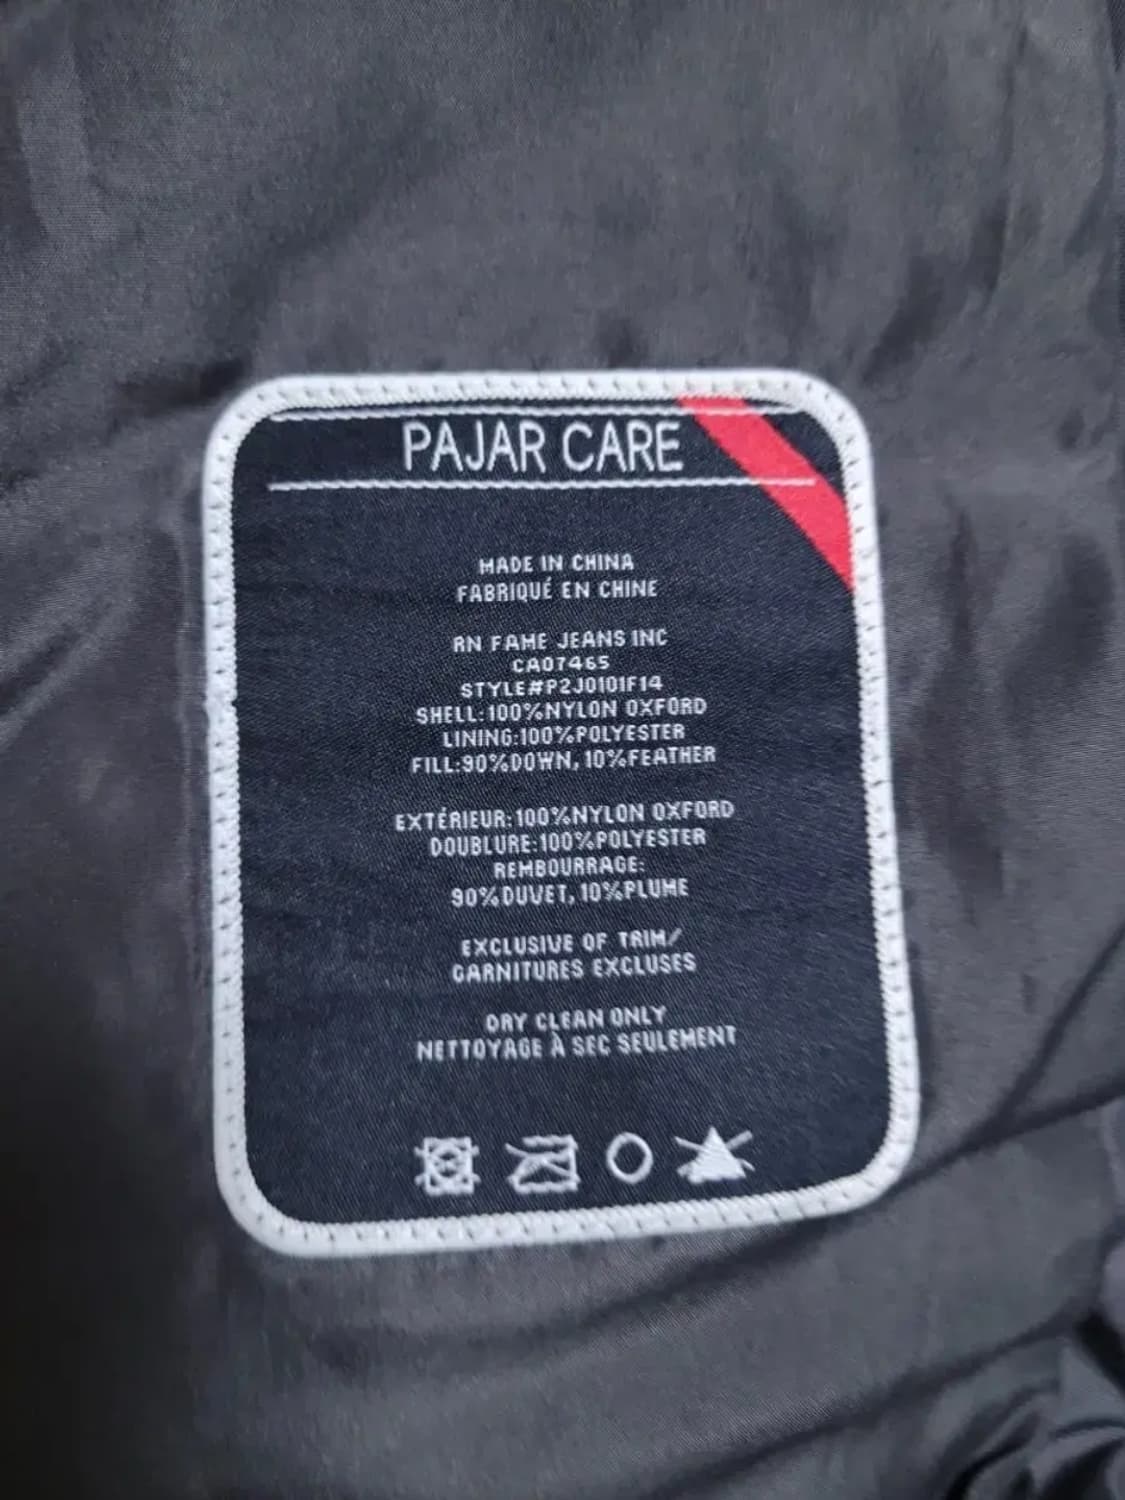 PAJAR CARE
MADE IN CHINA
FABRIQUÉ EN CHINE
RN FAME JEANS INC
CA07465
STYLE#P2J0101F14
SHELL:100%NYLON OXFORD
LINING:100%POLYESTER
FILL:90%DOWN, 10%FEATHER
EXTÉRIEUR:100%NYLON OXFORD
DOUBLURE:100%POLYESTER
REMBOURRAGE:
90%DUVET, 10%PLUME
EXCLUSIVE OF TRIM/
GARNITURES EXCLUSES
DRY CLEAN ONLY
NETTOYAGE À SEC SEULEMENT